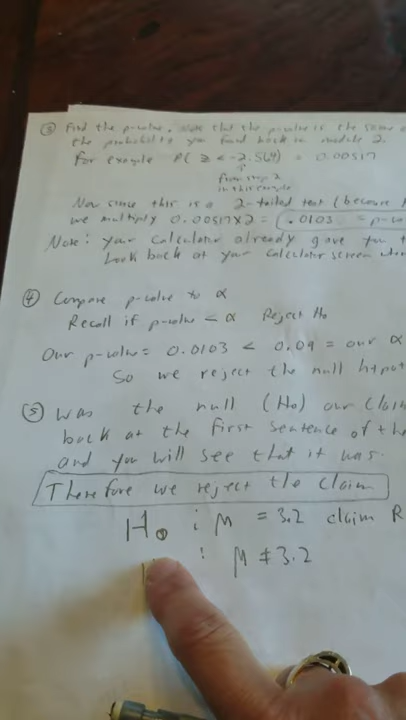 ③ Find the p-value. Note that the p-value is the same
the probability you found back in module 2.
For example P( z < -2.564) = 0.00517
from step 2
in this example
Now since this is a 2-tailed test (because
we multiply 0.00517x2 = .0103 = p-va
Note: your calculator already gave you t
Look back at your calculator screen when
④ Compare p-value to α
Recall if p-value < α Reject Ho
Our p-value = 0.0103 < 0.09 = our α
So we reject the null hypot
⑤ Was the null (Ho) our claim
back at the first sentence of the
and you will see that it was.
Therefore we reject the claim
Ho : M = 3.2 claim R
: M ≠ 3.2